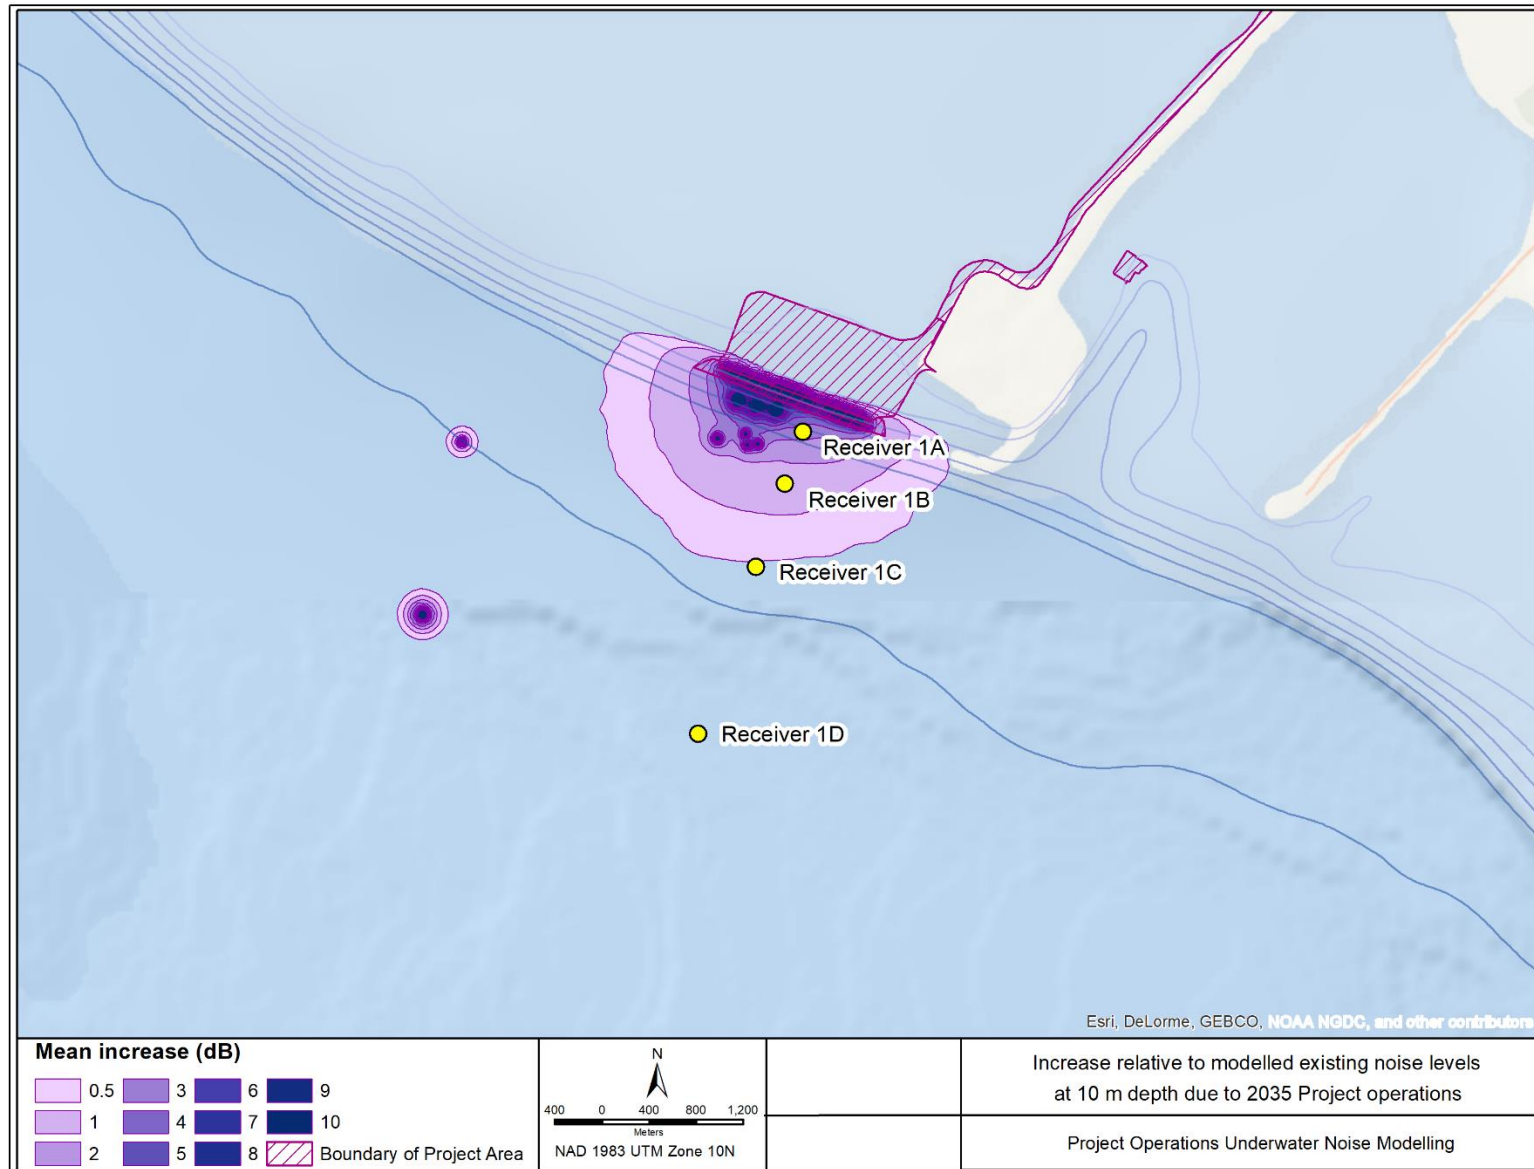 Receiver 1A
Receiver 1B
Receiver 1C
Receiver 1D
Esri, DeLorme, GEBCO, NOAA NGDC, and other contributors
Mean increase (dB)
0.5 3 6 9
1 4 7 10
2 5 8 Boundary of Project Area
N
400 0 400 800 1,200
Meters
NAD 1983 UTM Zone 10N
Increase relative to modelled existing noise levels
at 10 m depth due to 2035 Project operations
Project Operations Underwater Noise Modelling